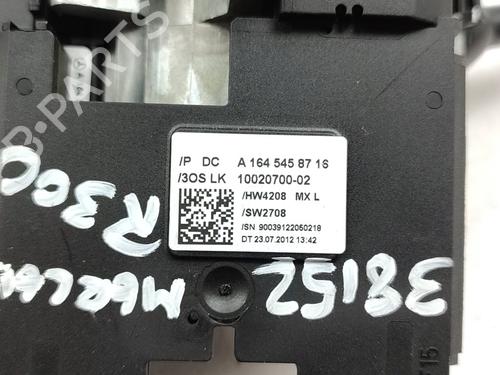 B-PARTS
/P DC A 164 545 87 16
/3OS LK 10020700-02
/HW4208 MX L
/SW2708
/SN 90039122050218
DT 23.07.2012 13:42
R300
38152
15